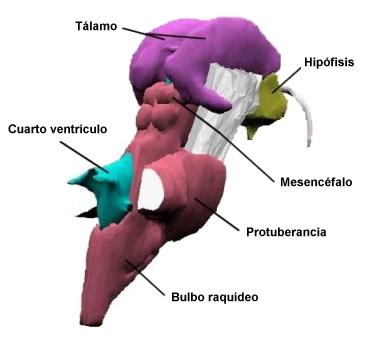 Tálamo
Hipófisis
Cuarto ventrículo
Mesencéfalo
Protuberancia
Bulbo raquídeo